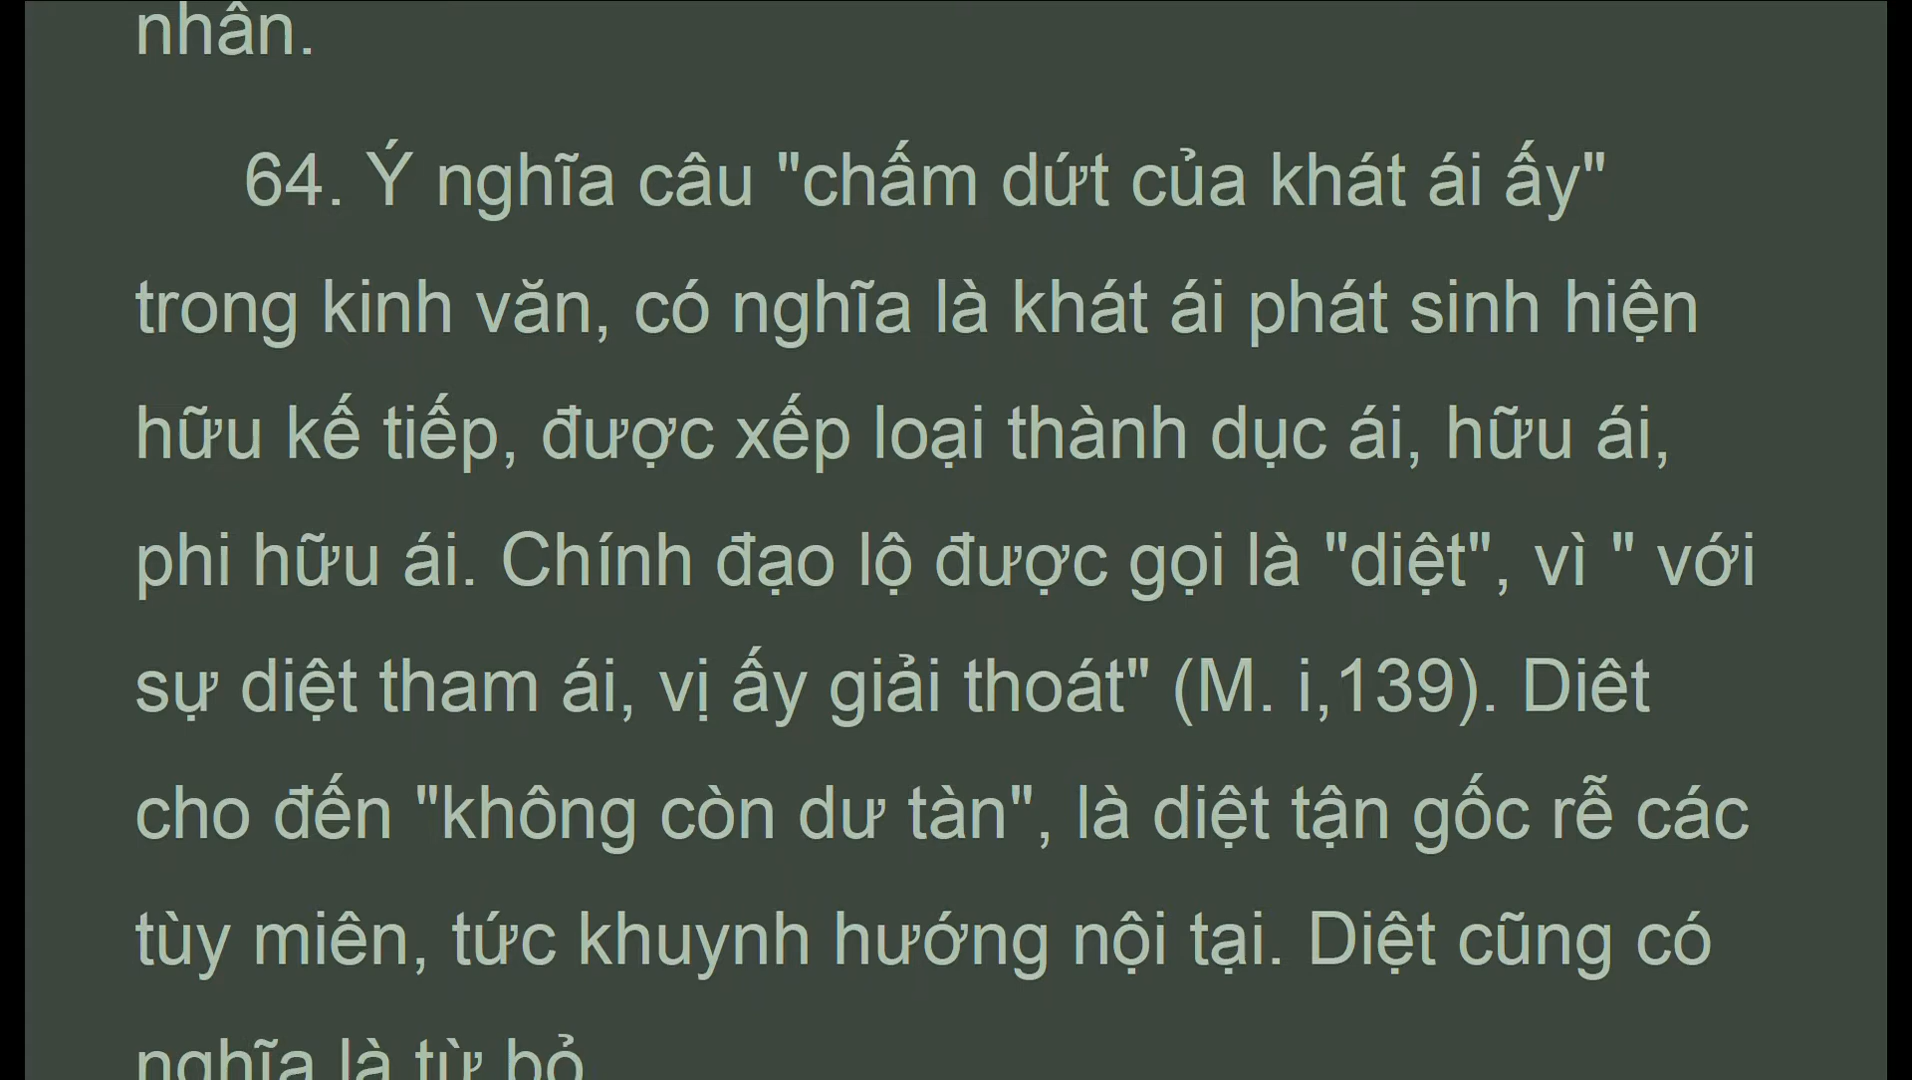 nhân.
64. Ý nghĩa câu "chấm dứt của khát ái ấy"
trong kinh văn, có nghĩa là khát ái phát sinh hiện
hữu kế tiếp, được xếp loại thành dục ái, hữu ái,
phi hữu ái. Chính đạo lộ được gọi là "diệt", vì " với
sự diệt tham ái, vị ấy giải thoát" (M. i,139). Diêt
cho đến "không còn dư tàn", là diệt tận gốc rễ các
tùy miên, tức khuynh hướng nội tại. Diệt cũng có
nghĩa là từ bỏ